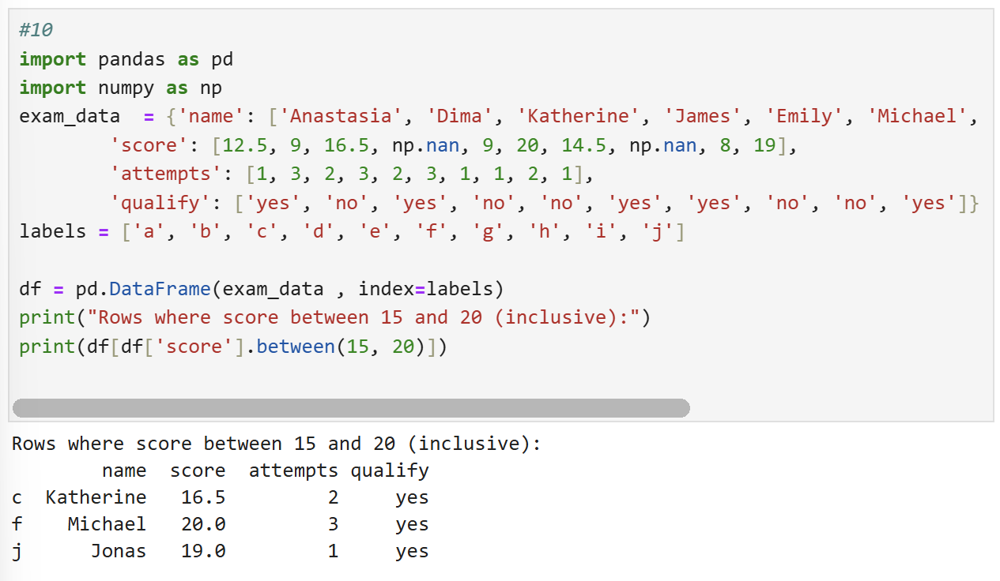 #10
import pandas as pd
import numpy as np
exam_data  = {'name': ['Anastasia', 'Dima', 'Katherine', 'James', 'Emily', 'Michael',
        'score': [12.5, 9, 16.5, np.nan, 9, 20, 14.5, np.nan, 8, 19],
        'attempts': [1, 3, 2, 3, 2, 3, 1, 1, 2, 1],
        'qualify': ['yes', 'no', 'yes', 'no', 'no', 'yes', 'yes', 'no', 'no', 'yes']}
labels = ['a', 'b', 'c', 'd', 'e', 'f', 'g', 'h', 'i', 'j']
df = pd.DataFrame(exam_data , index=labels)
print("Rows where score between 15 and 20 (inclusive):")
print(df[df['score'].between(15, 20)])
Rows where score between 15 and 20 (inclusive):
        name  score  attempts qualify
c  Katherine   16.5         2     yes
f    Michael   20.0         3     yes
j      Jonas   19.0         1     yes